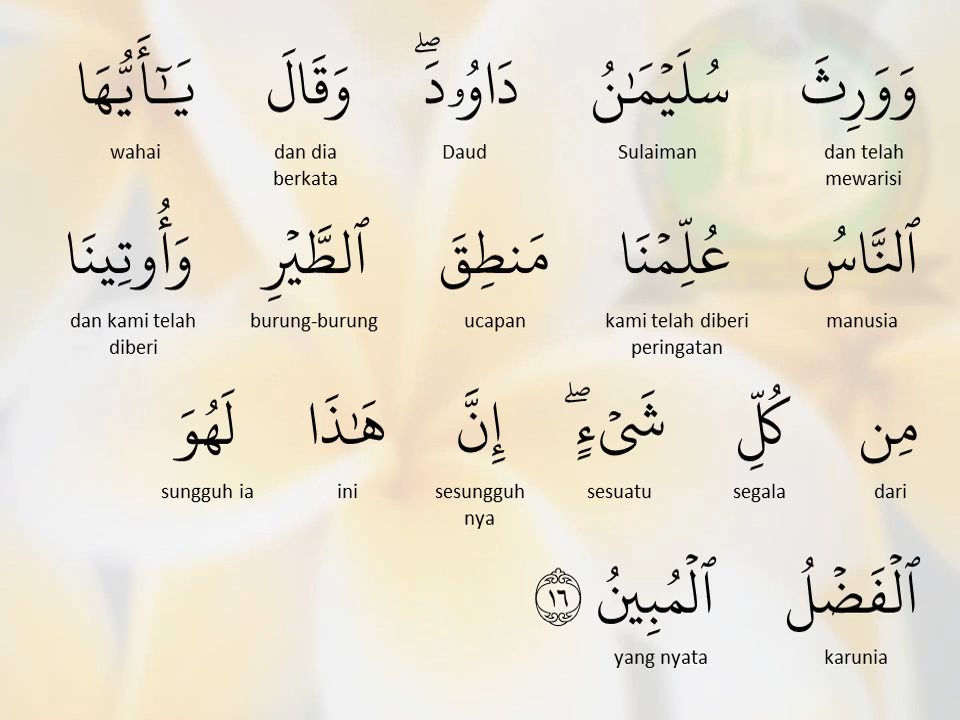 وَوَرِثَ سُلَيْمَـٰنُ دَاوُۥدَ ۖ وَقَالَ يَـٰٓأَيُّهَا
dan telah mewarisi Sulaiman Daud dan dia berkata wahai
ٱلنَّاسُ عُلِّمْنَا مَنطِقَ ٱلطَّيْرِ وَأُوتِينَا
manusia kami telah diberi peringatan ucapan burung-burung dan kami telah diberi
مِن كُلِّ شَىْءٍ ۖ إِنَّ هَـٰذَا لَهُوَ
dari segala sesuatu sesungguh nya ini sungguh ia
ٱلْفَضْلُ ٱلْمُبِينُ ١٦
karunia yang nyata